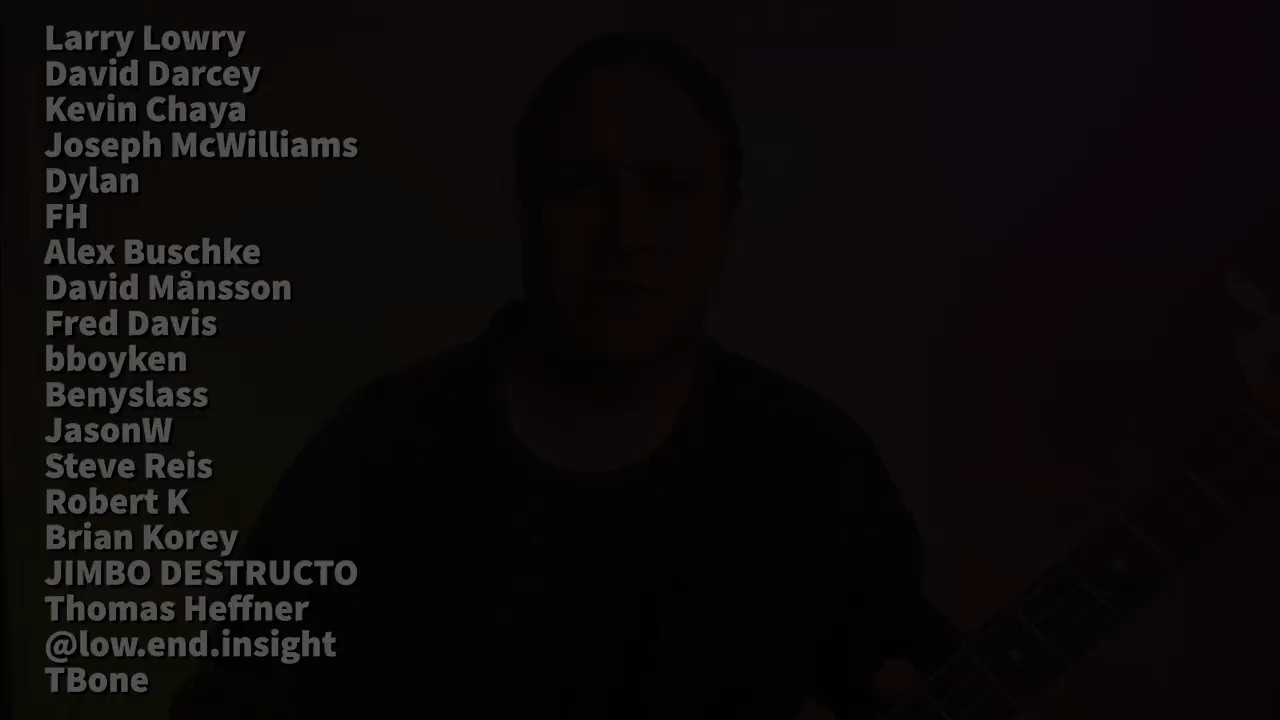 Larry Lowry
David Darcey
Kevin Chaya
Joseph McWilliams
Dylan
FH
Alex Buschke
David Månsson
Fred Davis
bboyken
Benyslass
JasonW
Steve Reis
Robert K
Brian Korey
JIMBO DESTRUCTO
Thomas Heffner
@low.end.insight
TBone